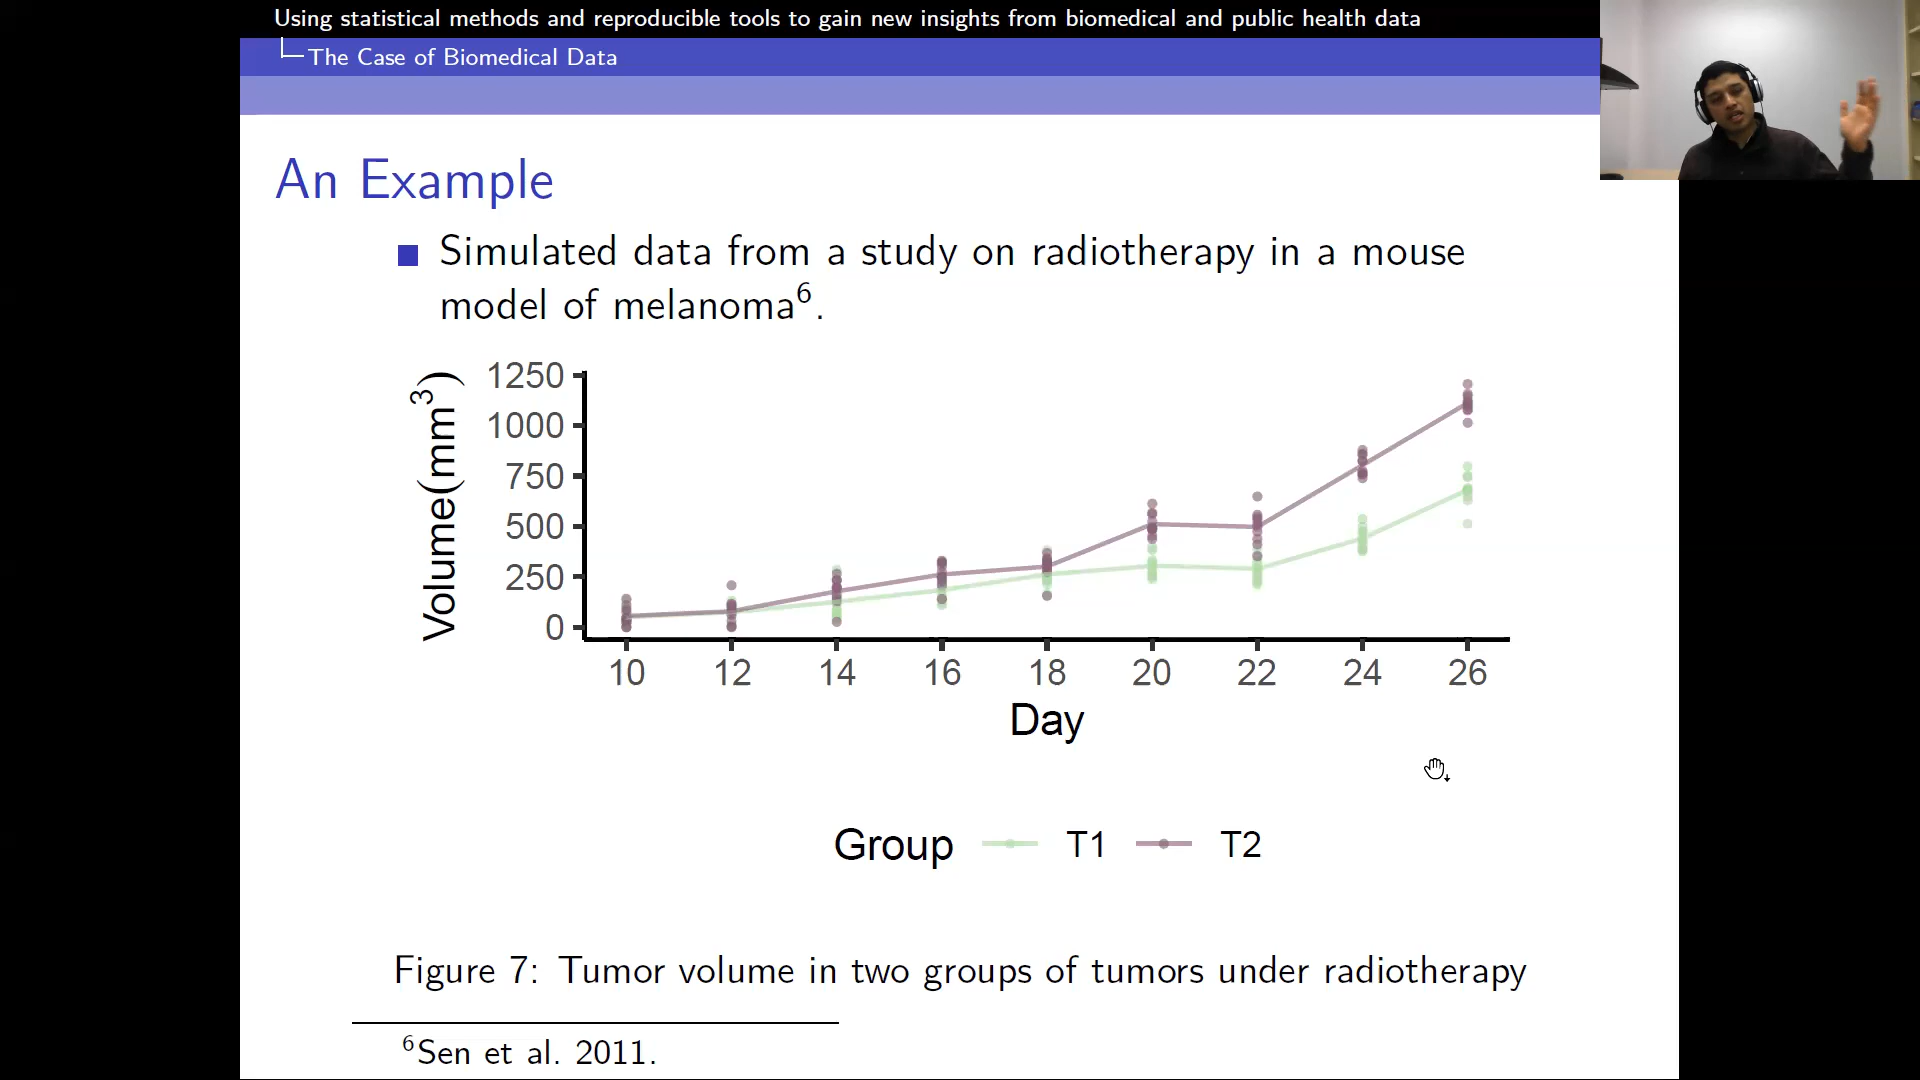 Using statistical methods and reproducible tools to gain new insights from biomedical and public health data
The Case of Biomedical Data
An Example
Simulated data from a study on radiotherapy in a mouse
model of melanoma⁶.
Volume(mm³)
1250
1000
750
500
250
0
10 12 14 16 18 20 22 24 26
Day
Group T1 T2
Figure 7: Tumor volume in two groups of tumors under radiotherapy
⁶Sen et al. 2011.